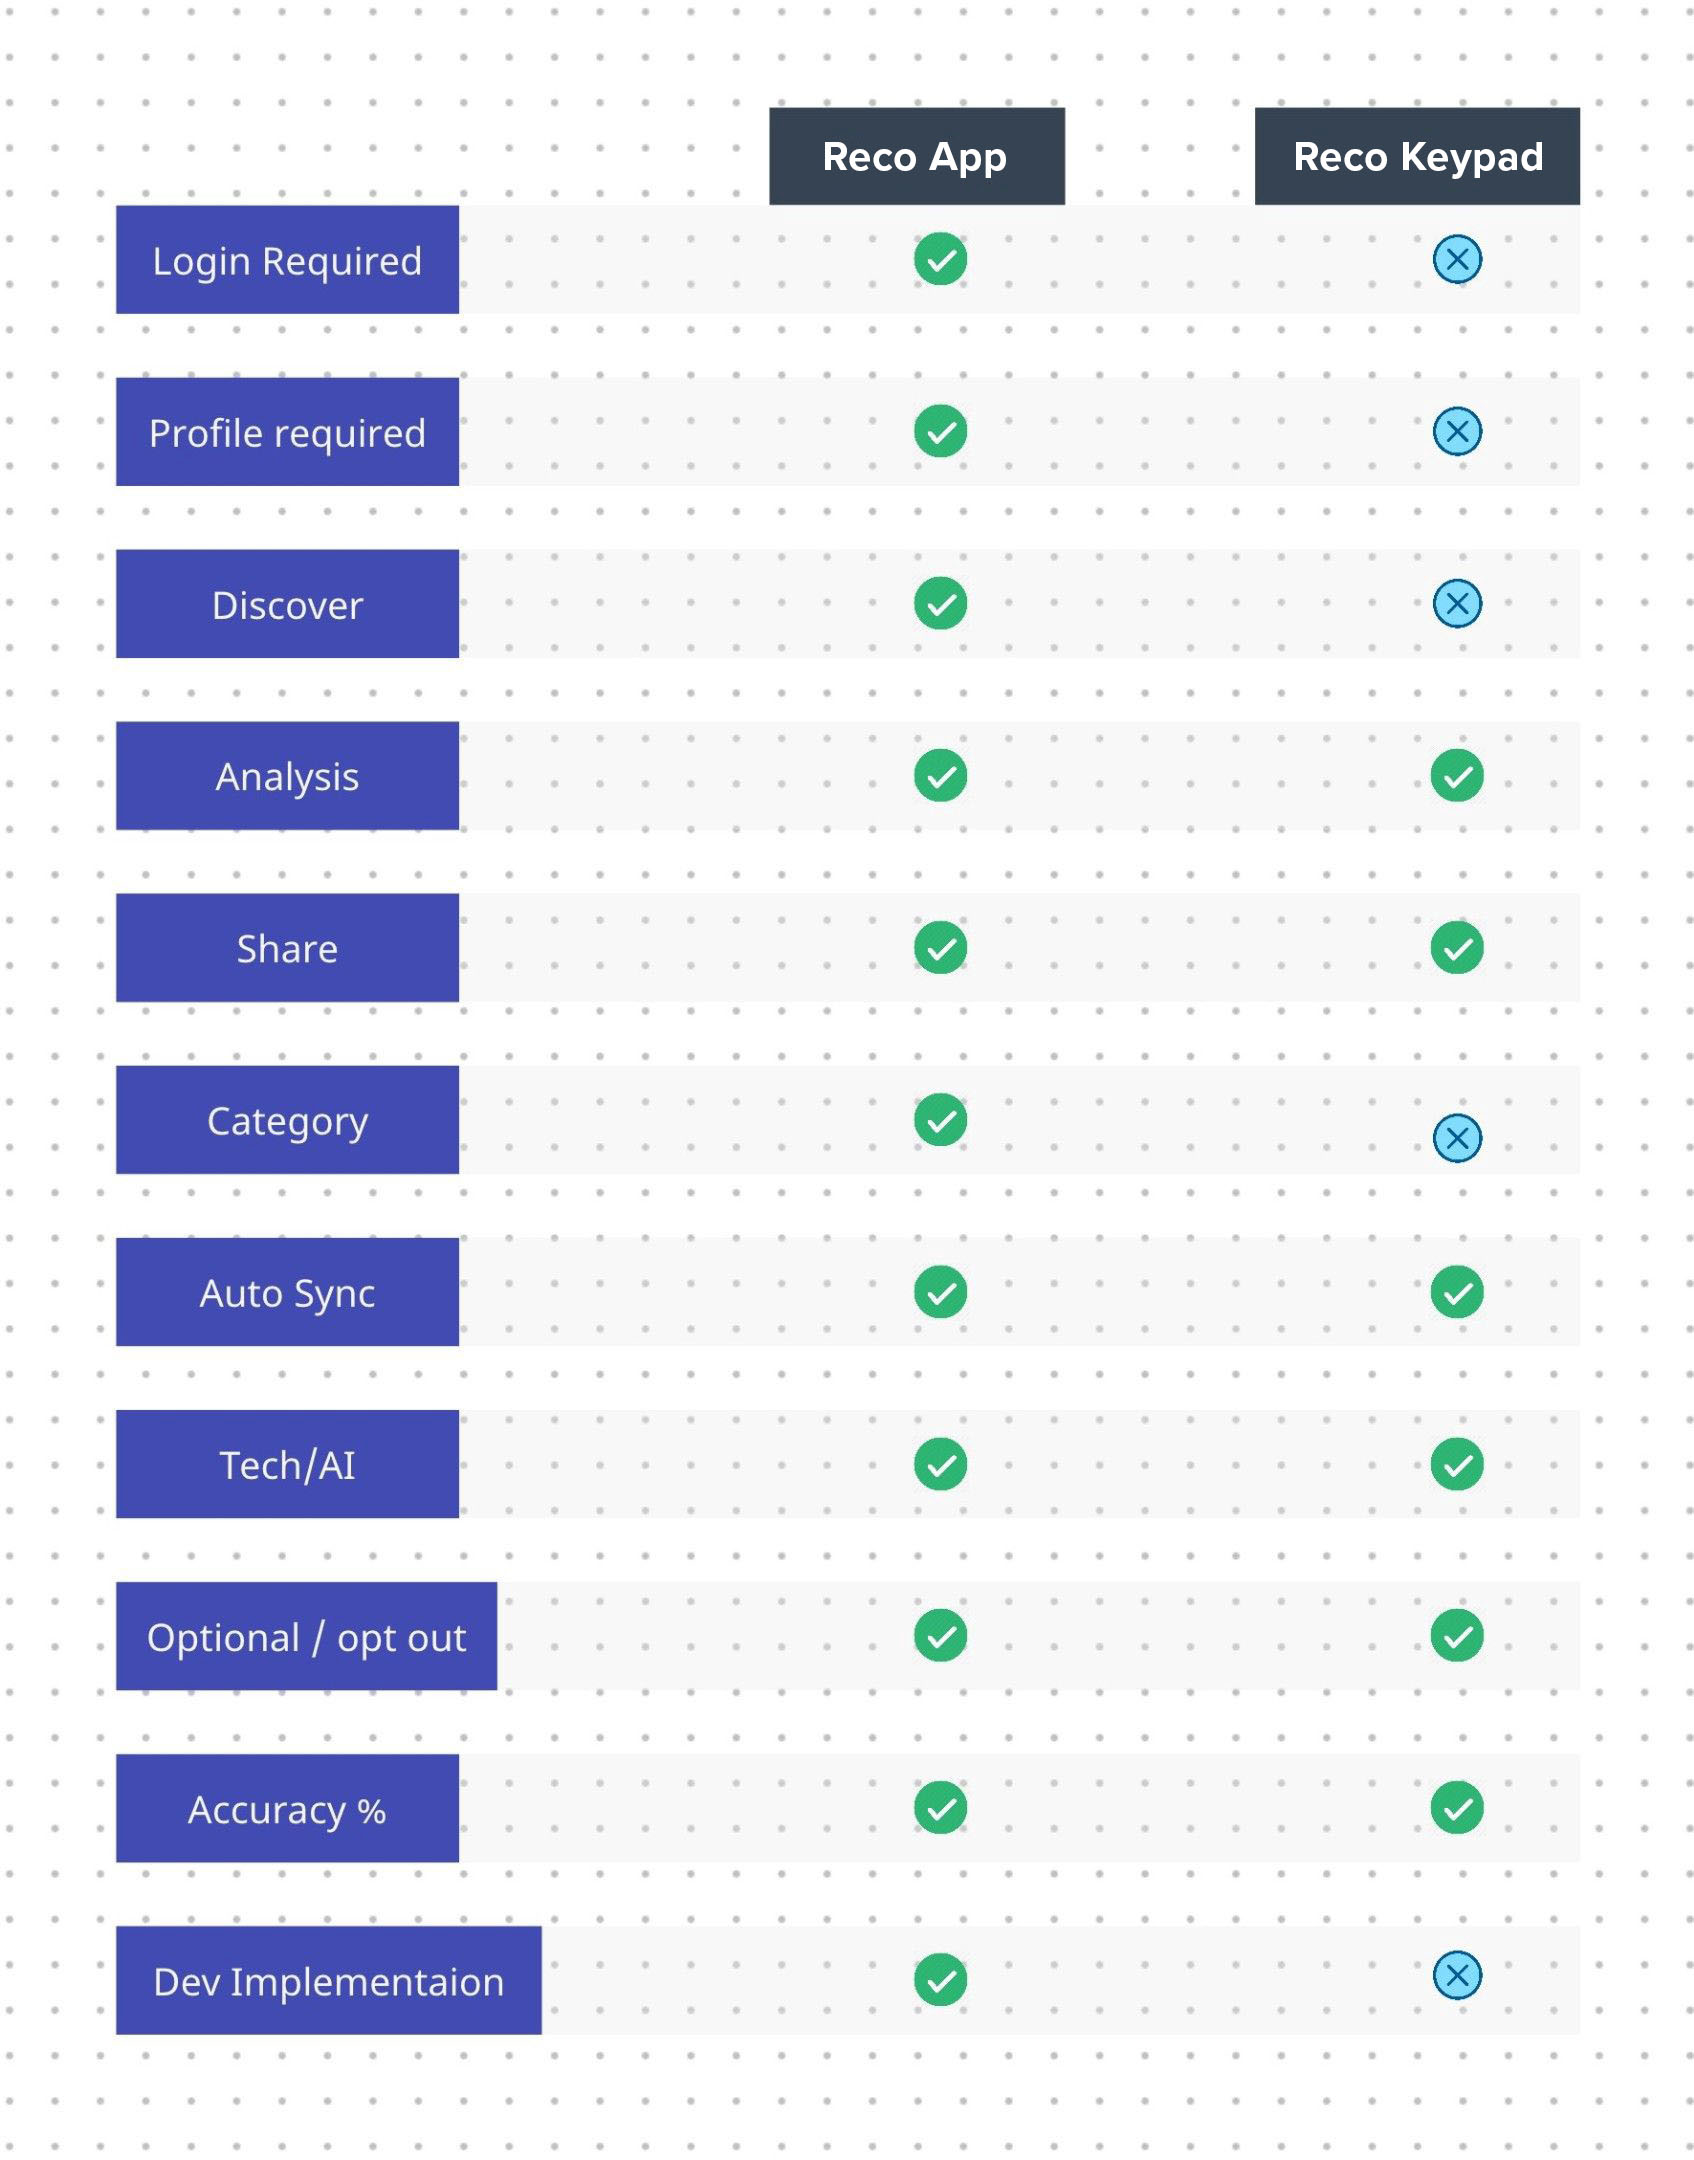 Reco App
Reco Keypad
Login Required
Profile required
Discover
Analysis
Share
Category
Auto Sync
Tech/AI
Optional / opt out
Accuracy %
Dev Implementaion